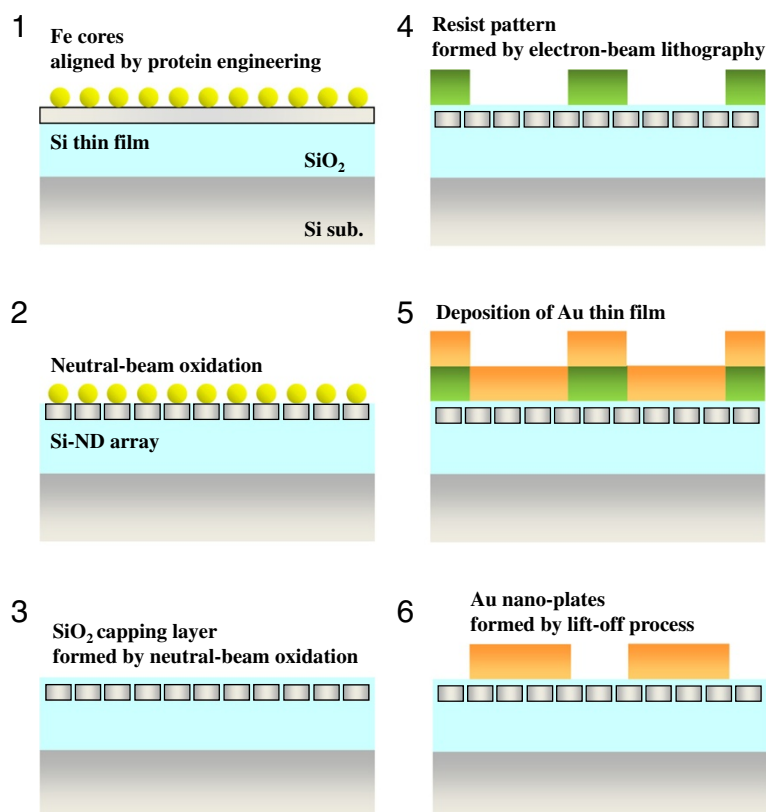 1
Fe cores
aligned by protein engineering
Si thin film
SiO₂
Si sub.
2
Neutral-beam oxidation
Si-ND array
3
SiO₂ capping layer
formed by neutral-beam oxidation
4
Resist pattern
formed by electron-beam lithography
5
Deposition of Au thin film
6
Au nano-plates
formed by lift-off process